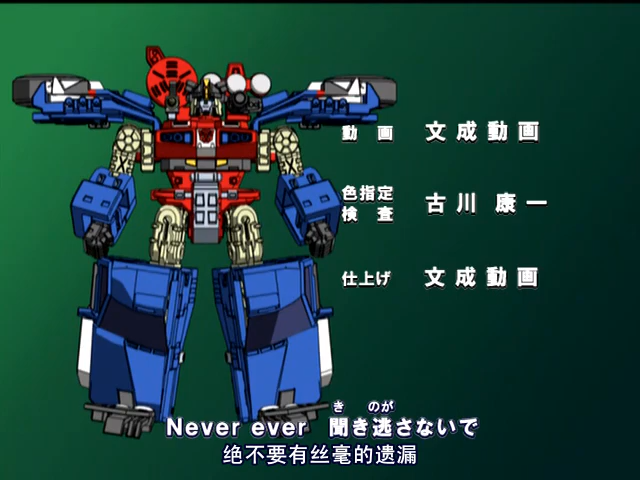 動画 文成動画
色指定
検査 古川 康一
仕上げ 文成動画
き のが
Never ever 聞き逃さないで
绝不要有丝毫的遗漏